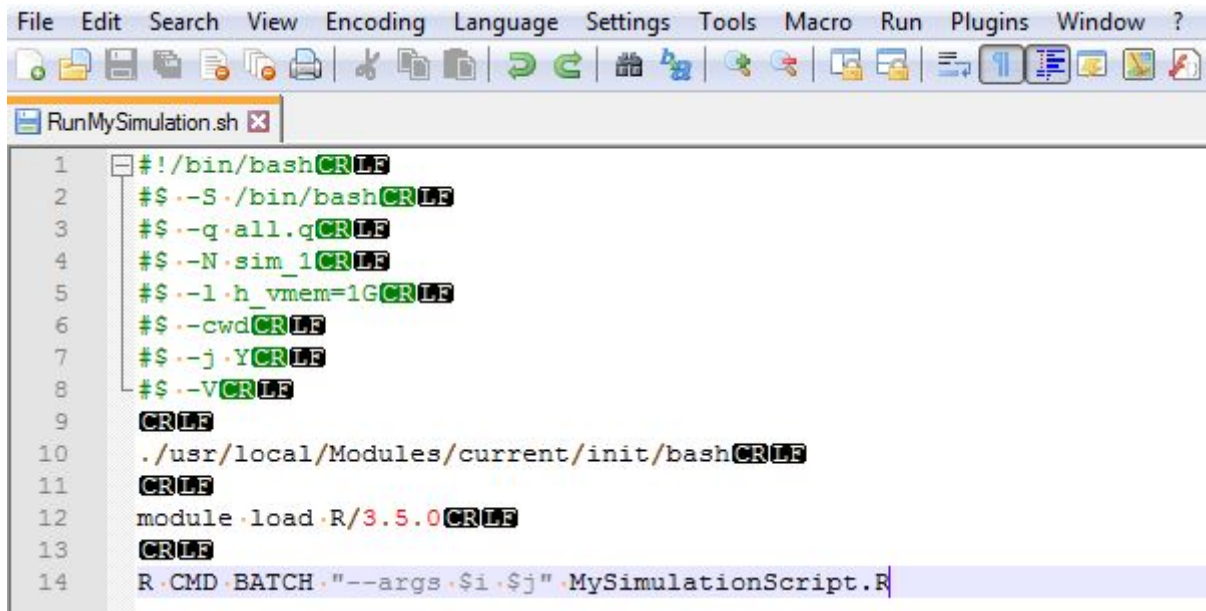 File Edit Search View Encoding Language Settings Tools Macro Run Plugins Window ?
RunMySimulation.sh
1 #!/bin/bashCRLF
2 #$ -S /bin/bashCRLF
3 #$ -q all.qCRLF
4 #$ -N sim_1CRLF
5 #$ -l h_vmem=1GCRLF
6 #$ -cwdCRLF
7 #$ -j YCRLF
8 #$ -VCRLF
9 CRLF
10 ./usr/local/Modules/current/init/bashCRLF
11 CRLF
12 module load R/3.5.0CRLF
13 CRLF
14 R CMD BATCH "--args $i $j" MySimulationScript.R